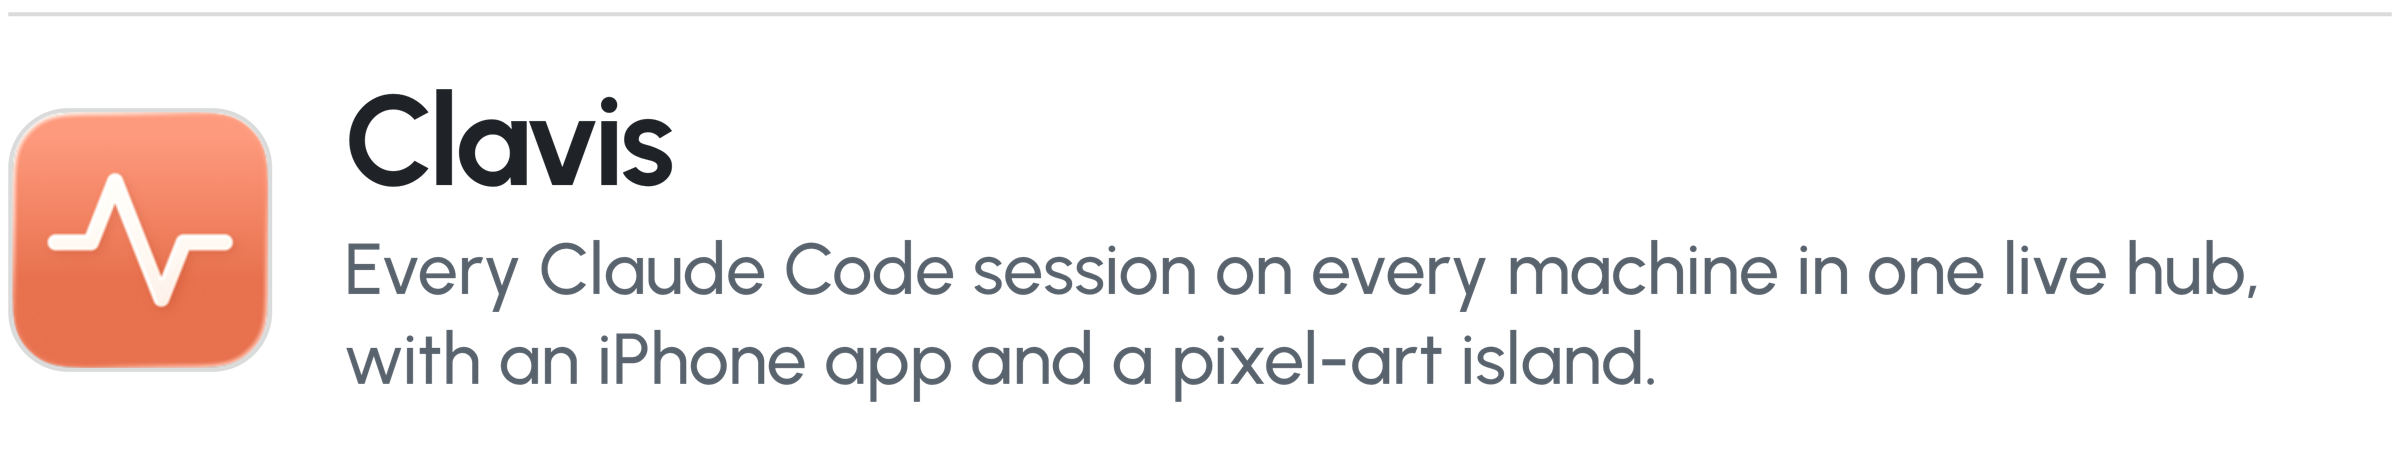 Clavis
Every Claude Code session on every machine in one live hub,
with an iPhone app and a pixel-art island.